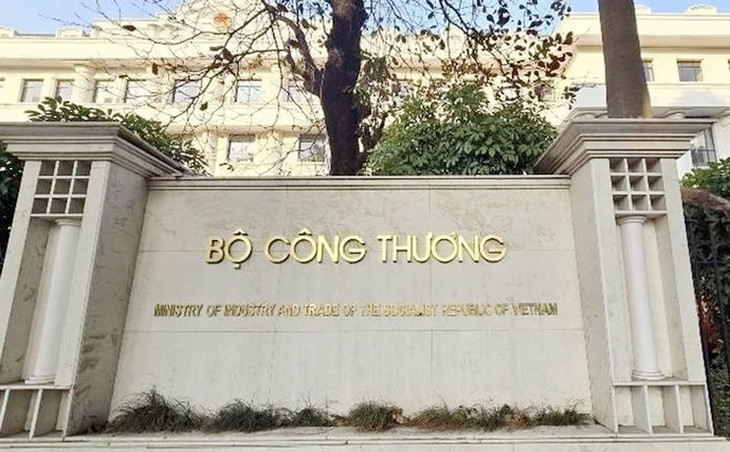 BỘ CÔNG THƯƠNG
MINISTRY OF INDUSTRY AND TRADE OF THE SOCIALIST REPUBLIC OF VIETNAM